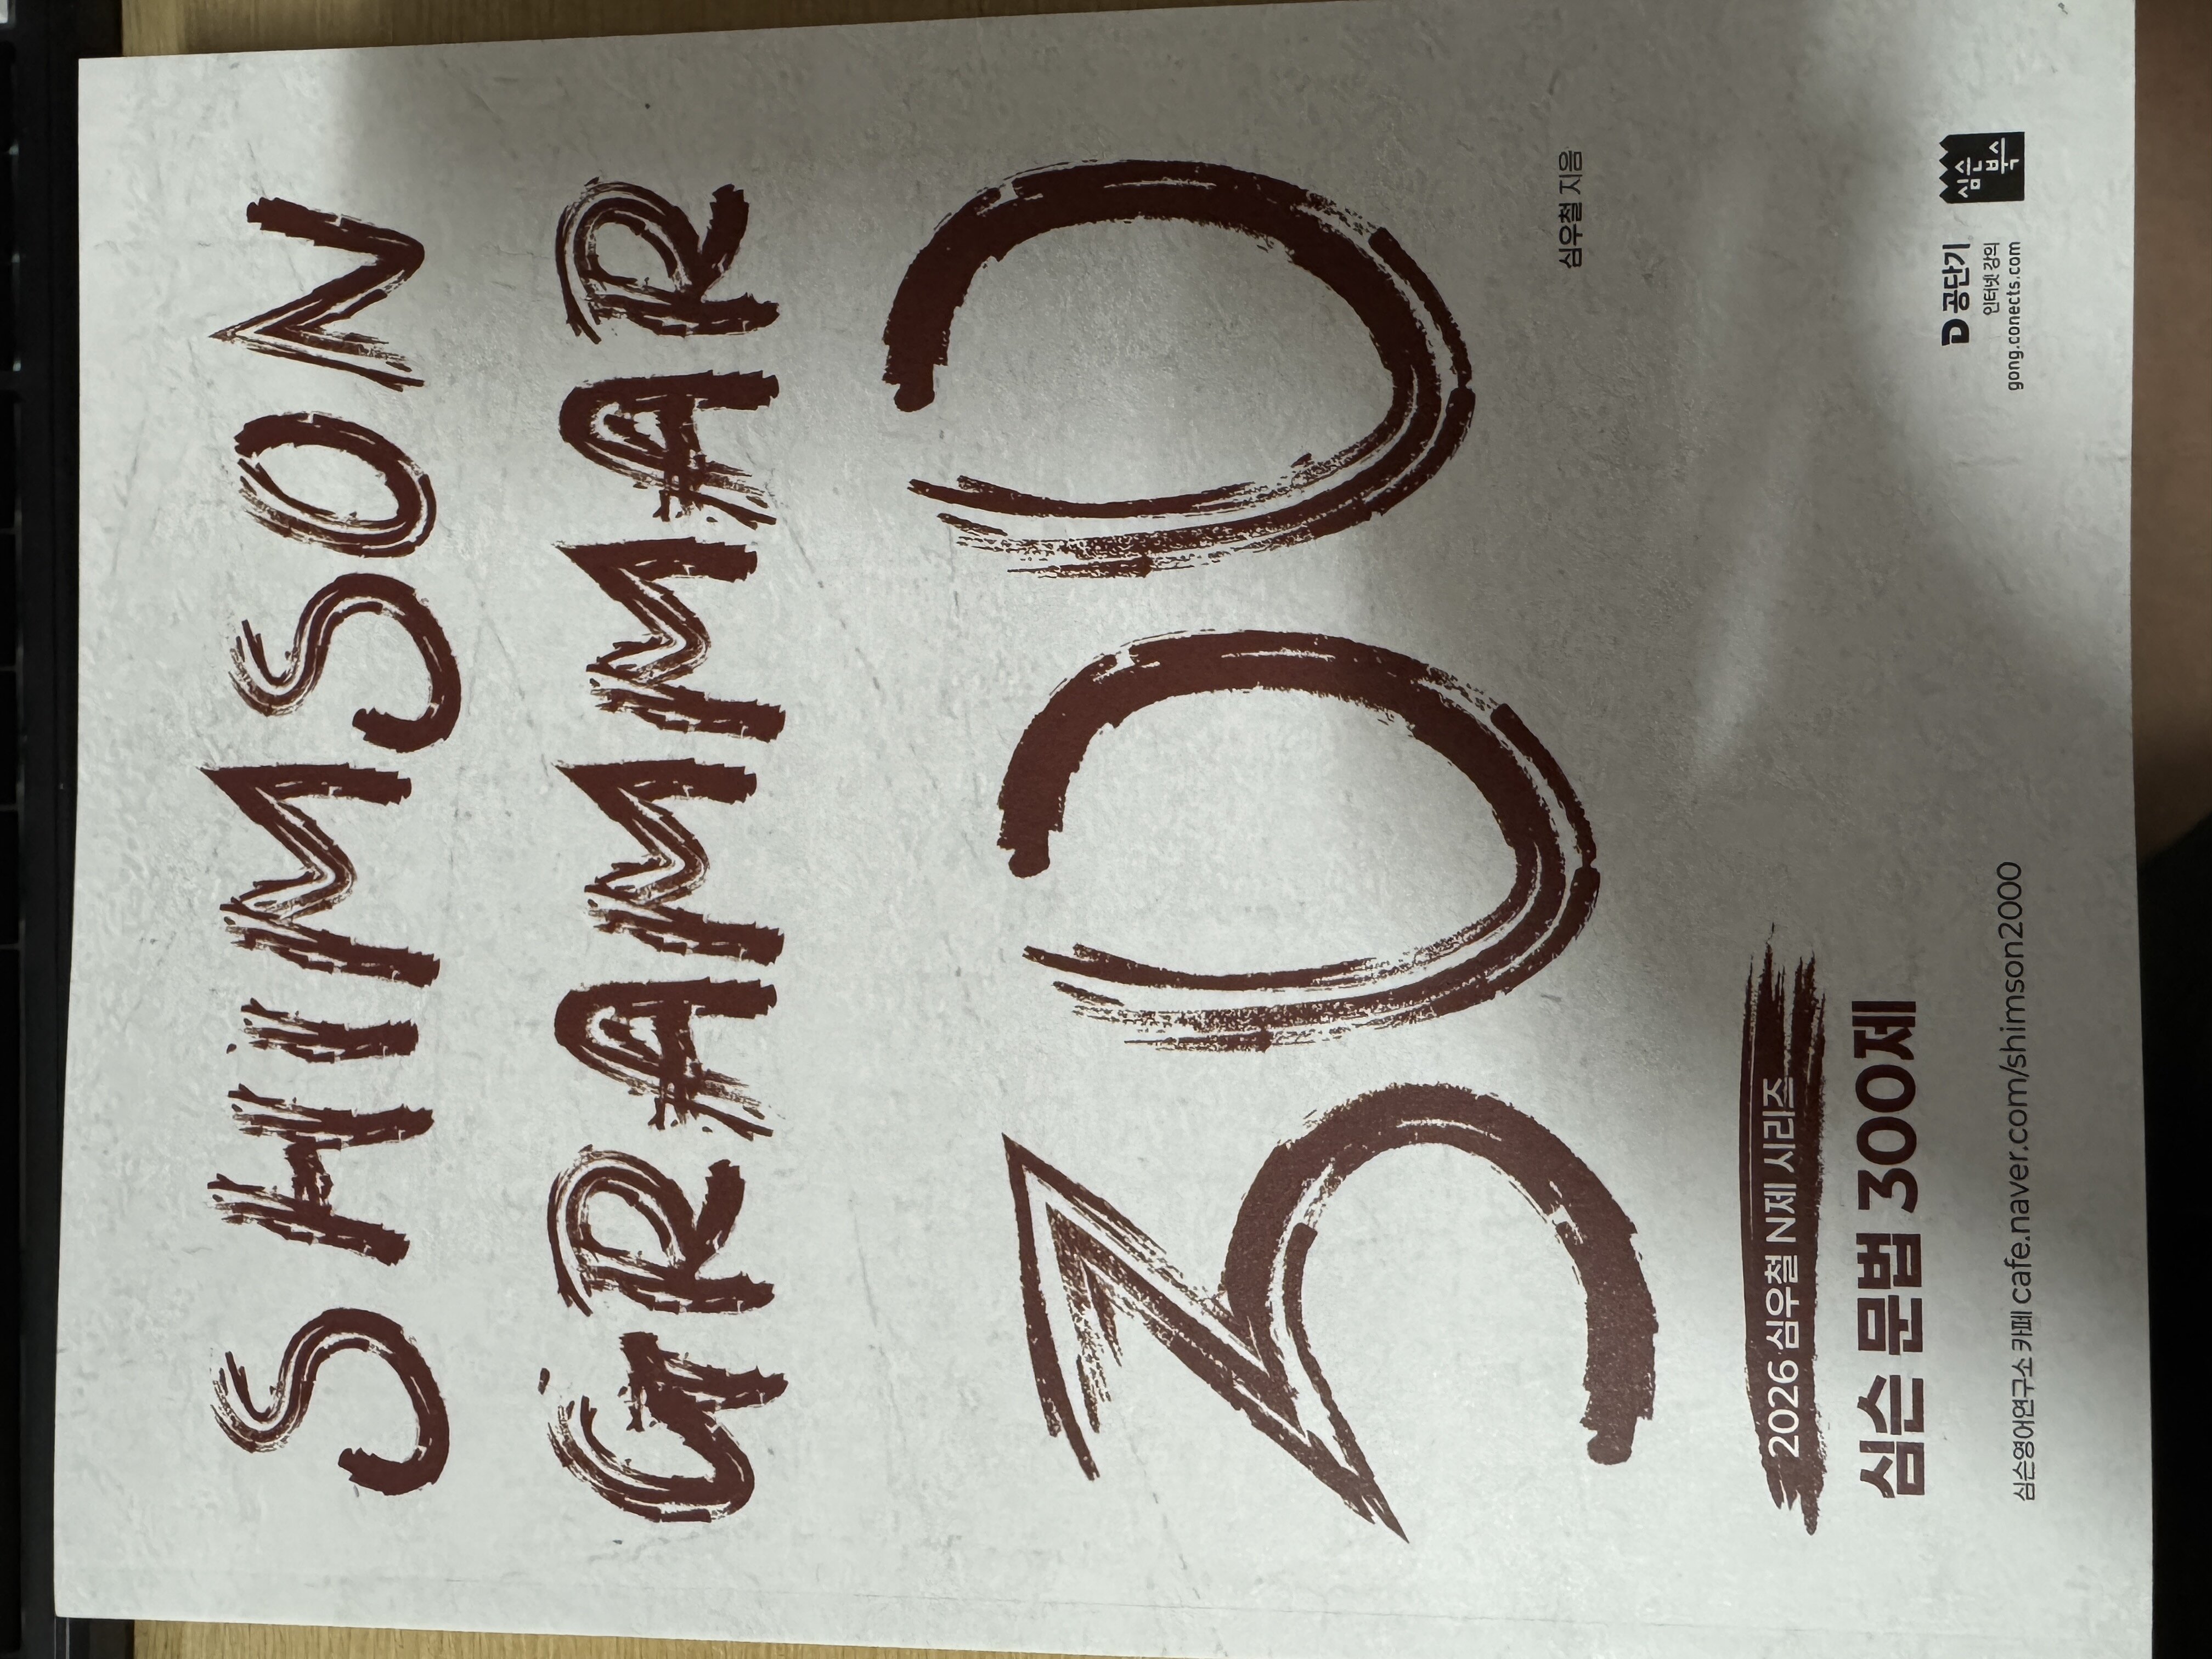 SHIMSON
GRAMMAR
300
심우철 지음
2026 심우철 N제 시리즈
심슨 문법 300제
심슨영어연구소 카페 cafe.naver.com/shimson2000
공단기
인터넷 강의
gong.conects.com
심슨
북스